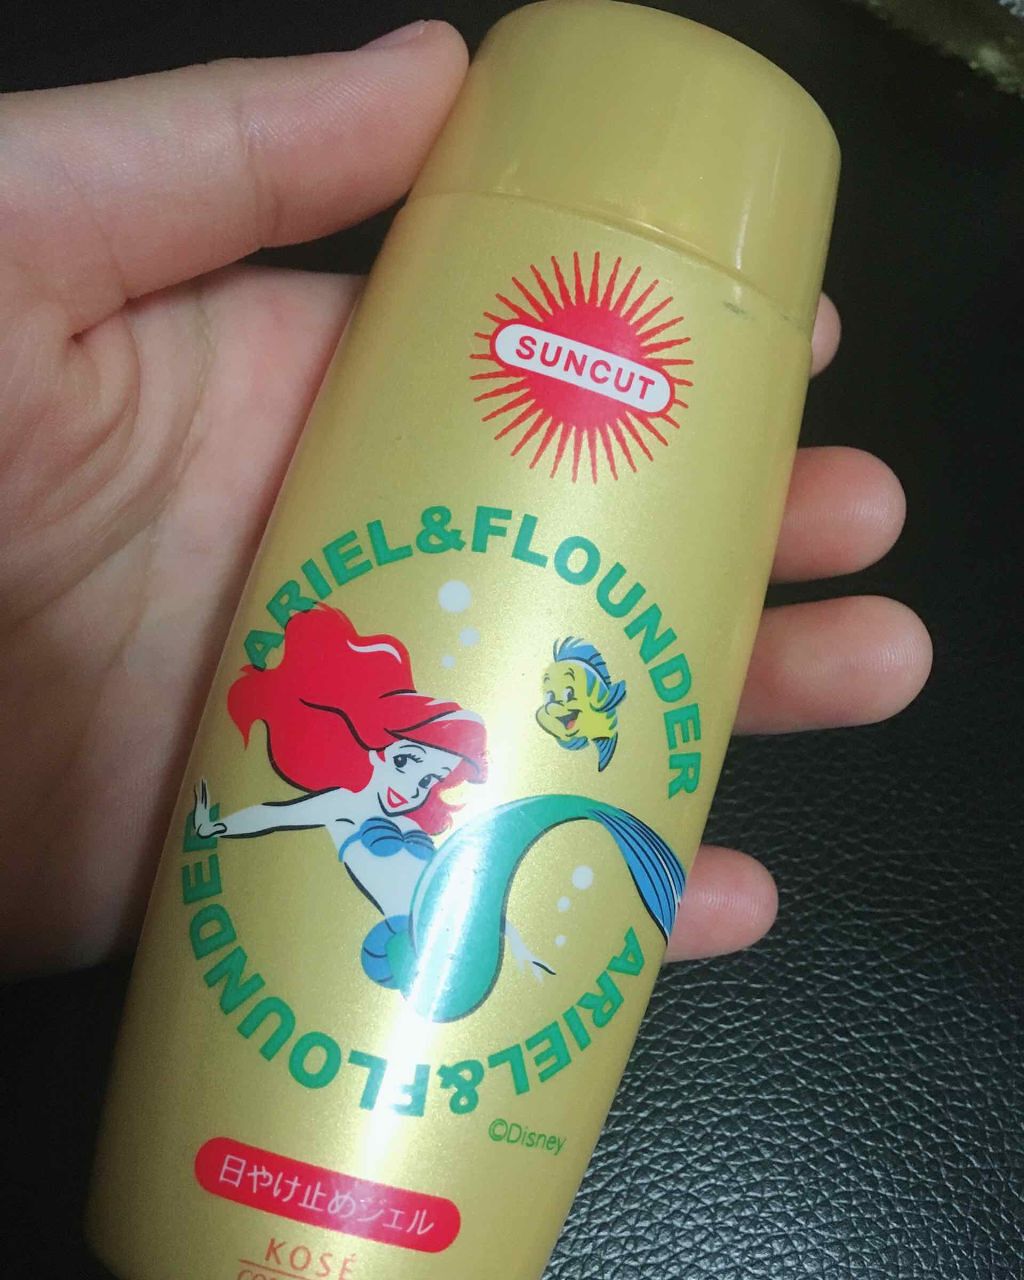 SUNCUT
ARIEL&FLOUNDER
ARIEL&FLOUNDER
©Disney
日やけ止めジェル
KOSÉ